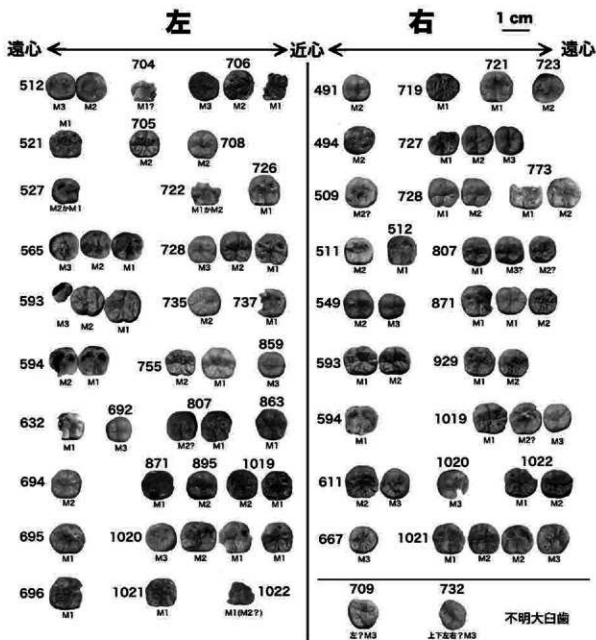 左
右
1 cm
遠心
近心
遠心
704 706
512
M3 M2 M1? M3 M2 M1
M1
705
521 708
M2 M2
726
527 722
M2かM1 M1かM2 M1
565 728
M3 M2 M1 M3 M2 M1
593 735 737
M3 M2 M1 M2 M1
859
594 755
M2 M1 M2 M1 M3
692 807 863
632
M1 M3 M2? M1 M1
871 895 1019
694
M2 M1 M2 M2 M1
695 1020
M1 M3 M2 M1 M1
696 1021 1022
M1 M1 M1(M2?)
721 723
491 719
M2 M1 M1 M2
494 727
M2 M1 M2 M3
773
509 728
M2? M1 M2 M1 M2
512
511 807
M2 M1 M1 M3? M2?
549 871
M2 M3 M1 M1 M2
593 929
M1 M2 M1 M2
594 1019
M1 M1 M2? M3
1020 1022
611
M2 M3 M3 M1 M2
667 1021
M3 M1 M2 M2 M3
709 732
不明大臼歯
左?M3 上下左右?M3